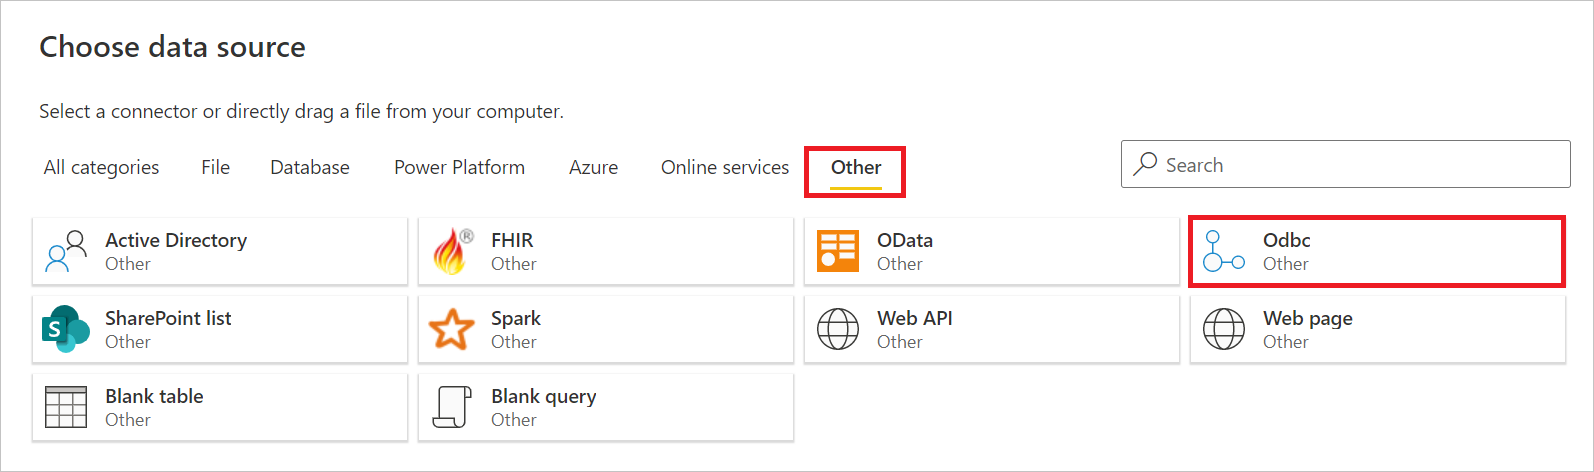 Choose data source
Select a connector or directly drag a file from your computer.
All categories File Database Power Platform Azure Online services Other Search
Active Directory FHIR OData Odbc
Other Other Other Other
SharePoint list Spark Web API Web page
Other Other Other Other
Blank table Blank query
Other Other